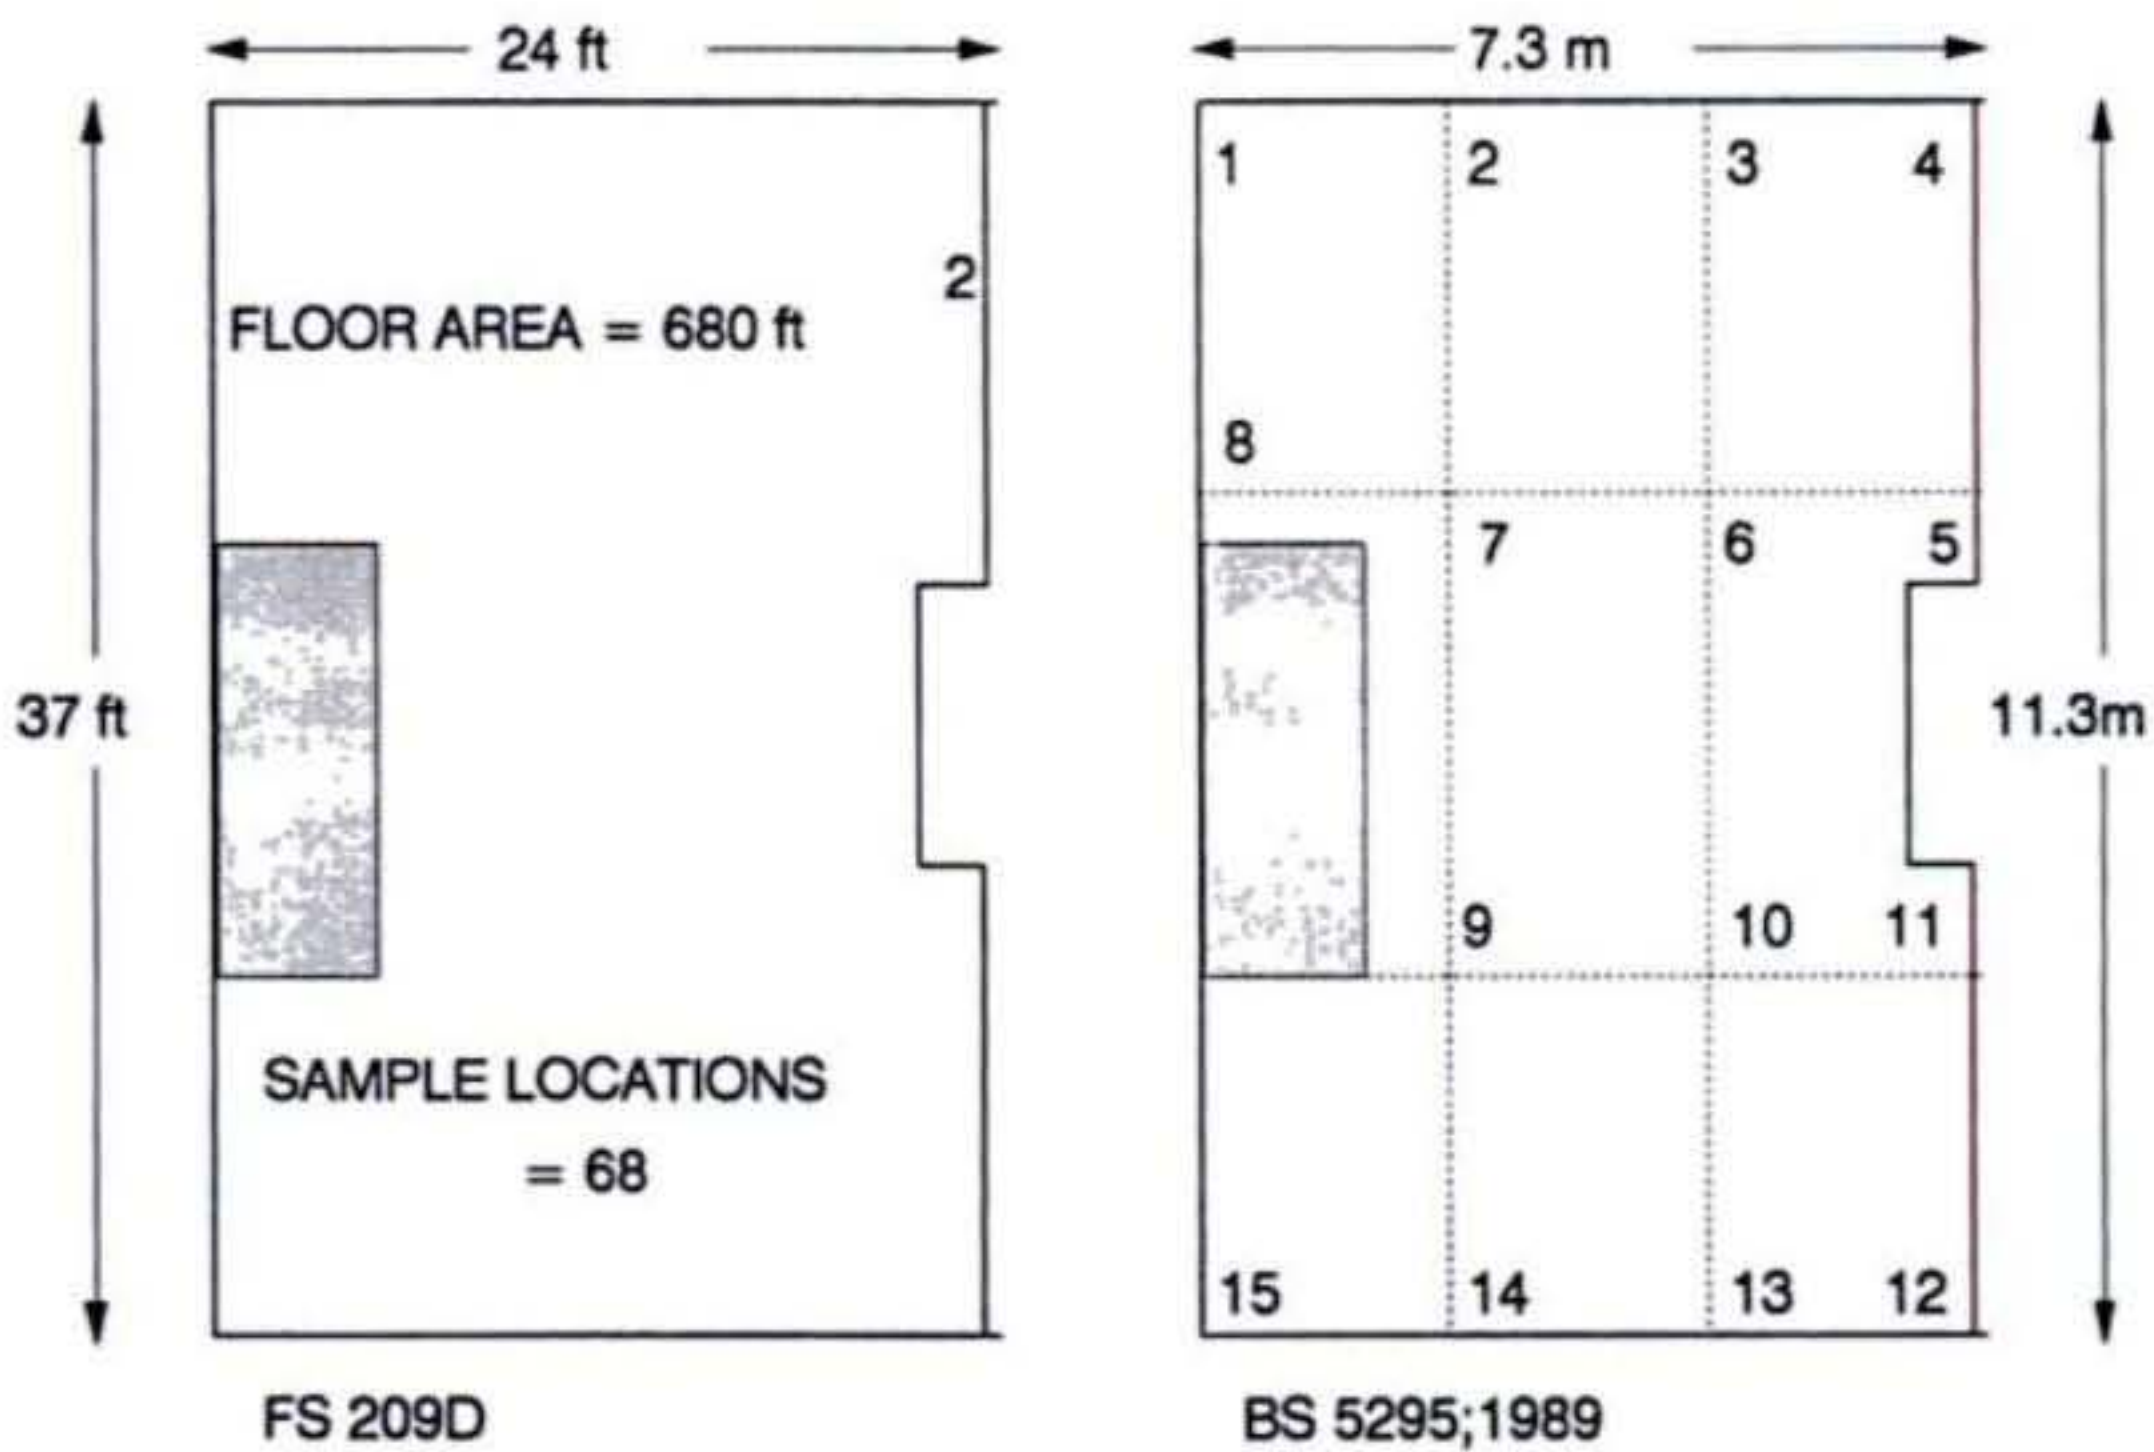 24 ft
7.3 m
1
2
3
4
2
FLOOR AREA = 680 ft
8
7
6
5
37 ft
11.3m
9
10
11
SAMPLE LOCATIONS
= 68
15
14
13
12
FS 209D
BS 5295;1989